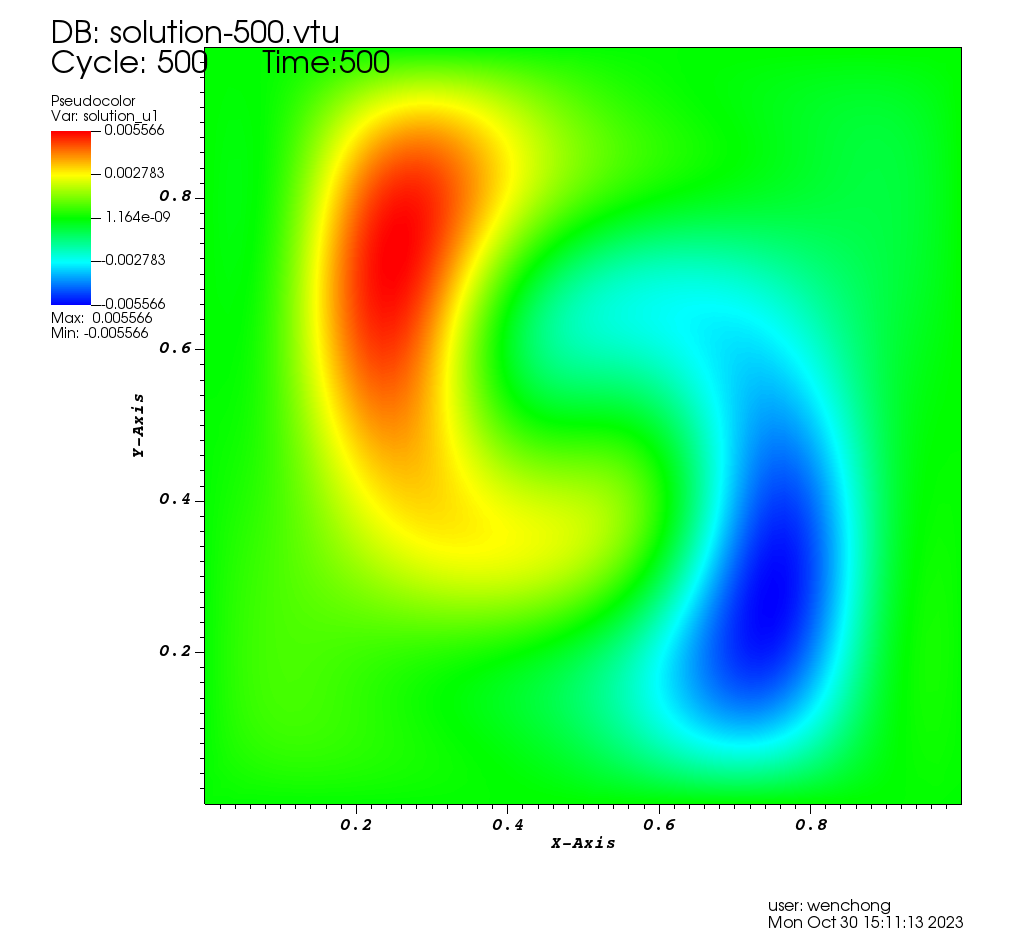 DB: solution-500.vtu
Cycle: 500 Time:500
Pseudocolor
Var: solution_u1
0.005566
0.002783
1.164e-09
-0.002783
-0.005566
Max: 0.005566
Min: -0.005566
0.8
0.6
0.4
0.2
Y-Axis
0.2 0.4 0.6 0.8
X-Axis
user: wenchong
Mon Oct 30 15:11:13 2023